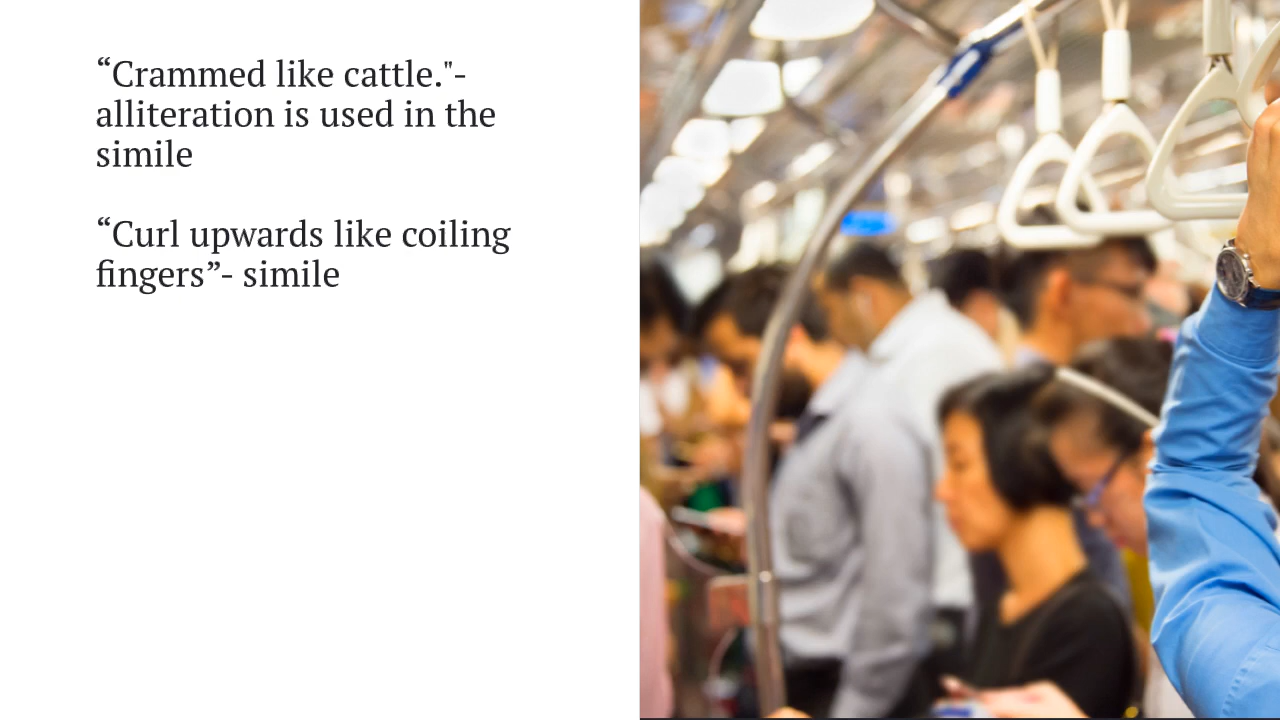 “Crammed like cattle."-
alliteration is used in the
simile
“Curl upwards like coiling
fingers”- simile